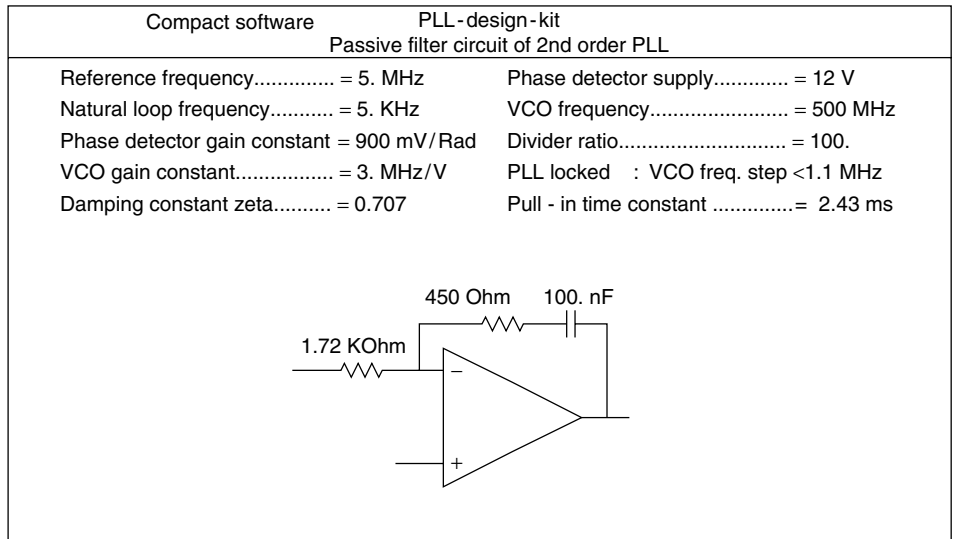 Compact software PLL-design-kit
Passive filter circuit of 2nd order PLL
Reference frequency.............. = 5. MHz
Natural loop frequency........... = 5. KHz
Phase detector gain constant = 900 mV/Rad
VCO gain constant................. = 3. MHz/V
Damping constant zeta.......... = 0.707
Phase detector supply............. = 12 V
VCO frequency........................ = 500 MHz
Divider ratio............................ = 100.
PLL locked : VCO freq. step <1.1 MHz
Pull - in time constant ..............= 2.43 ms
450 Ohm 100. nF
1.72 KOhm
−
+